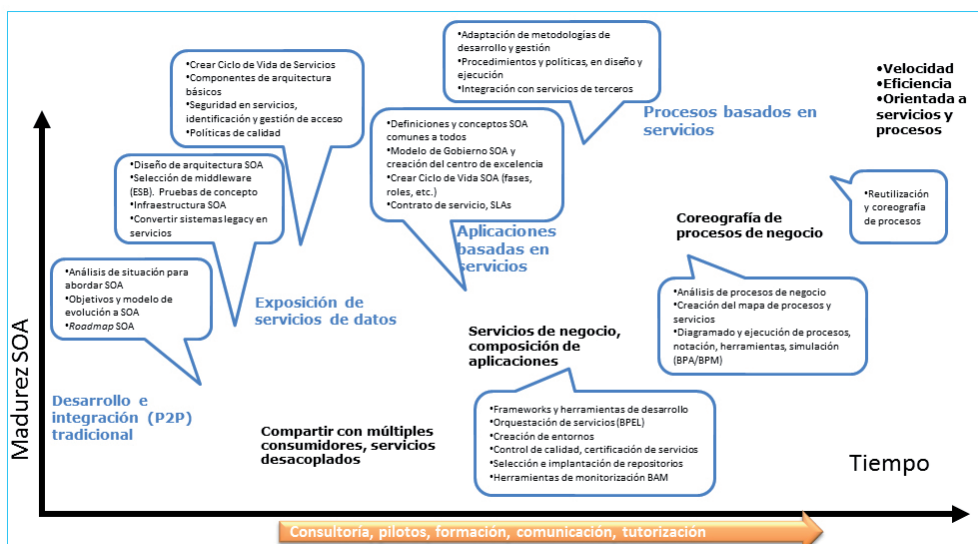 •Crear Ciclo de Vida de Servicios
•Componentes de arquitectura
básicos
•Seguridad en servicios,
identificación y gestión de acceso
•Políticas de calidad
•Adaptación de metodologías de
desarrollo y gestión
•Procedimientos y políticas, en diseño y
ejecución
•Integración con servicios de terceros
•Velocidad
•Eficiencia
•Orientada a
servicios y
procesos
Procesos basados en
servicios
•Definiciones y conceptos SOA
comunes a todos
•Modelo de Gobierno SOA y
creación del centro de excelencia
•Crear Ciclo de Vida SOA (fases,
roles, etc.)
•Contrato de servicio, SLAs
•Diseño de arquitectura SOA
•Selección de middleware
(ESB). Pruebas de concepto
•Infraestructura SOA
•Convertir sistemas legacy en
servicios
•Reutilización
y coreografía
de procesos
Coreografía de
procesos de negocio
Aplicaciones
basadas en
servicios
•Análisis de situación para
abordar SOA
•Objetivos y modelo de
evolución a SOA
•Roadmap SOA
Exposición de
servicios de datos
•Análisis de procesos de negocio
•Creación del mapa de procesos y
servicios
•Diagramado y ejecución de procesos,
notación, herramientas, simulación
(BPA/BPM)
Servicios de negocio,
composición de
aplicaciones
Desarrollo e
integración (P2P)
tradicional
Compartir con múltiples
consumidores, servicios
desacoplados
•Frameworks y herramientas de desarrollo
•Orquestación de servicios (BPEL)
•Creación de entornos
•Control de calidad, certificación de servicios
•Selección e implantación de repositorios
•Herramientas de monitorización BAM
Madurez SOA
Tiempo
Consultoría, pilotos, formación, comunicación, tutorización